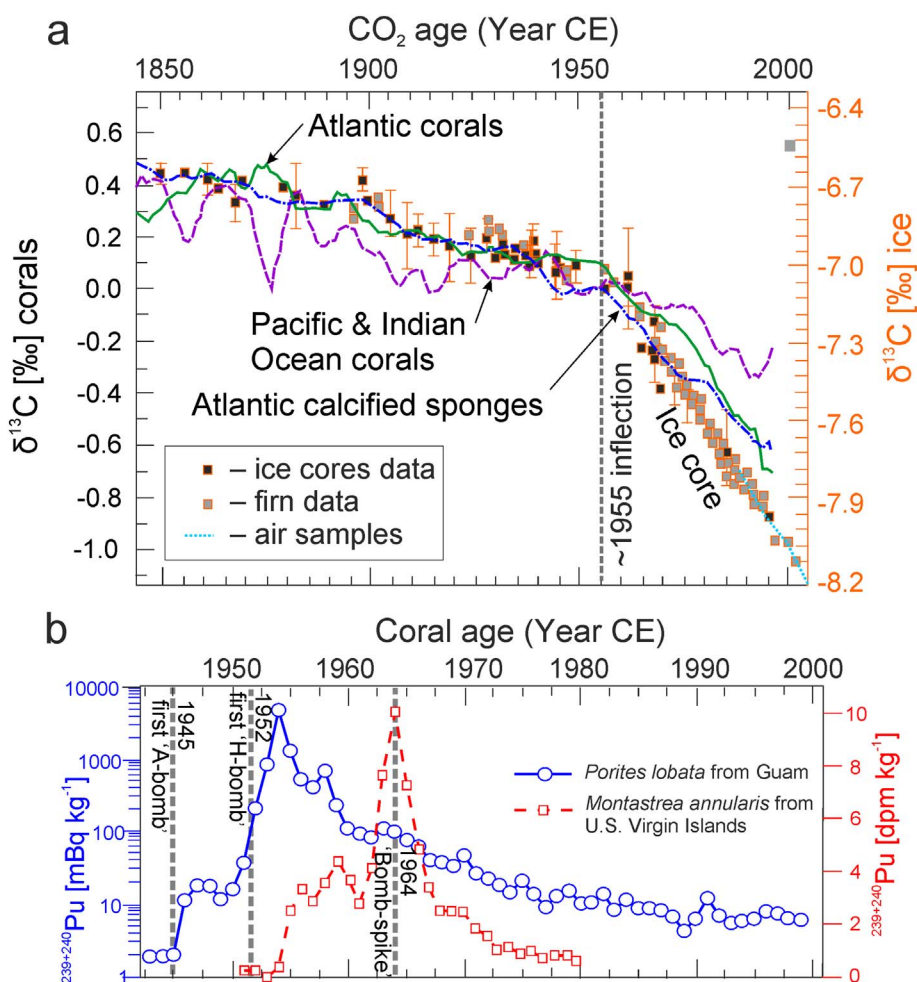 a
CO₂ age (Year CE)
1850 1900 1950 2000
0.6
0.4
0.2
0.0
-0.2
-0.4
-0.6
-0.8
-1.0
δ¹³C [‰] corals
-6.4
-6.7
-7.0
-7.3
-7.6
-7.9
-8.2
δ¹³C [‰] ice
Atlantic corals
Pacific & Indian
Ocean corals
Atlantic calcified sponges
~1955 inflection
Ice core
– ice cores data
– firn data
– air samples
b
Coral age (Year CE)
1950 1960 1970 1980 1990 2000
10000
1000
100
10
1
²³⁹⁺²⁴⁰Pu [mBq kg⁻¹]
10
8
6
4
2
0
²³⁹⁺²⁴⁰Pu [dpm kg⁻¹]
1945
first 'A-bomb'
1952
first 'H-bomb'
1964
'Bomb-spike'
Porites lobata from Guam
Montastrea annularis from
U.S. Virgin Islands